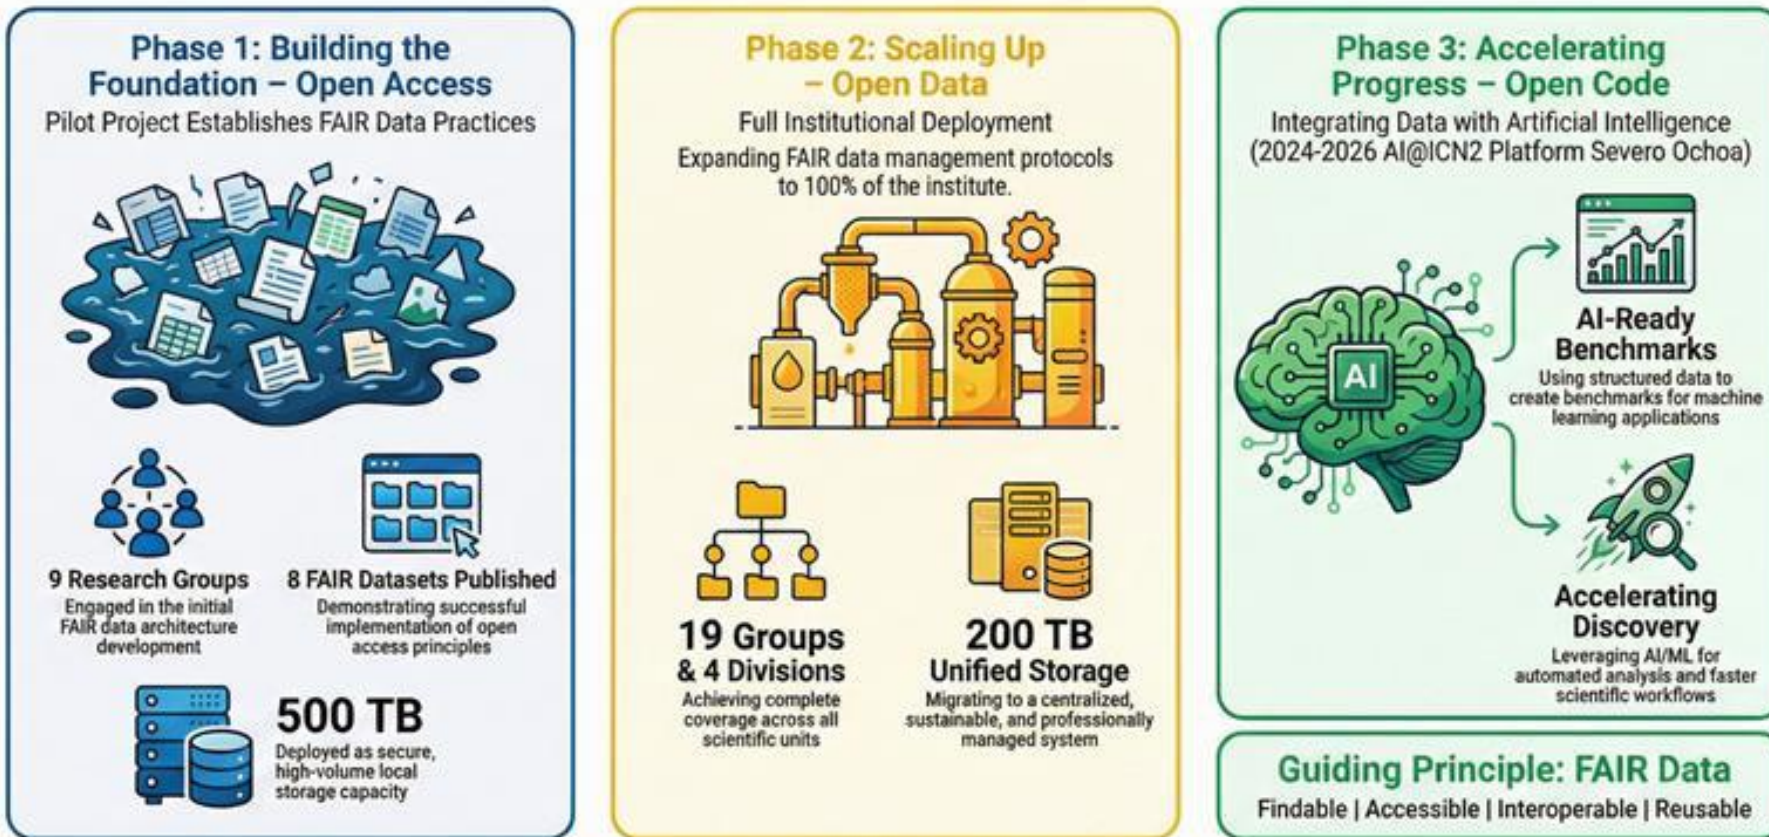 Phase 1: Building the
Foundation – Open Access
Pilot Project Establishes FAIR Data Practices
9 Research Groups
Engaged in the initial
FAIR data architecture
development
8 FAIR Datasets Published
Demonstrating successful
implementation of open
access principles
500 TB
Deployed as secure,
high-volume local
storage capacity
Phase 2: Scaling Up
– Open Data
Full Institutional Deployment
Expanding FAIR data management protocols
to 100% of the institute.
19 Groups
& 4 Divisions
Achieving complete
coverage across all
scientific units
200 TB
Unified Storage
Migrating to a centralized,
sustainable, and professionally
managed system
Phase 3: Accelerating
Progress – Open Code
Integrating Data with Artificial Intelligence
(2024-2026 AI@ICN2 Platform Severo Ochoa)
AI
AI-Ready
Benchmarks
Using structured data to
create benchmarks for machine
learning applications
Accelerating
Discovery
Leveraging AI/ML for
automated analysis and faster
scientific workflows
Guiding Principle: FAIR Data
Findable | Accessible | Interoperable | Reusable